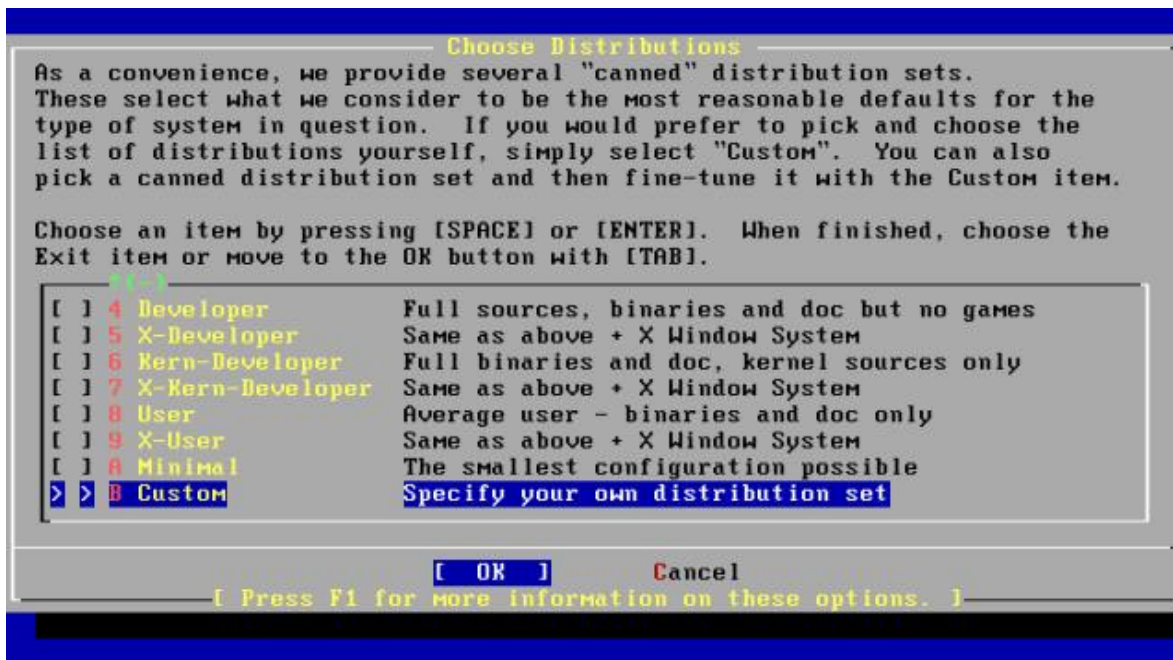 Choose Distributions
As a convenience, we provide several "canned" distribution sets.
These select what we consider to be the most reasonable defaults for the
type of system in question.  If you would prefer to pick and choose the
list of distributions yourself, simply select "Custom".  You can also
pick a canned distribution set and then fine-tune it with the Custom item.
Choose an item by pressing [SPACE] or [ENTER].  When finished, choose the
Exit item or move to the OK button with [TAB].
↑(-)
[ ] 4 Developer Full sources, binaries and doc but no games
[ ] 5 X-Developer Same as above + X Window System
[ ] 6 Kern-Developer Full binaries and doc, kernel sources only
[ ] 7 X-Kern-Developer Same as above + X Window System
[ ] 8 User Average user - binaries and doc only
[ ] 9 X-User Same as above + X Window System
[ ] A Minimal The smallest configuration possible
> > B Custom Specify your own distribution set
[ OK ] Cancel
[ Press F1 for more information on these options. ]